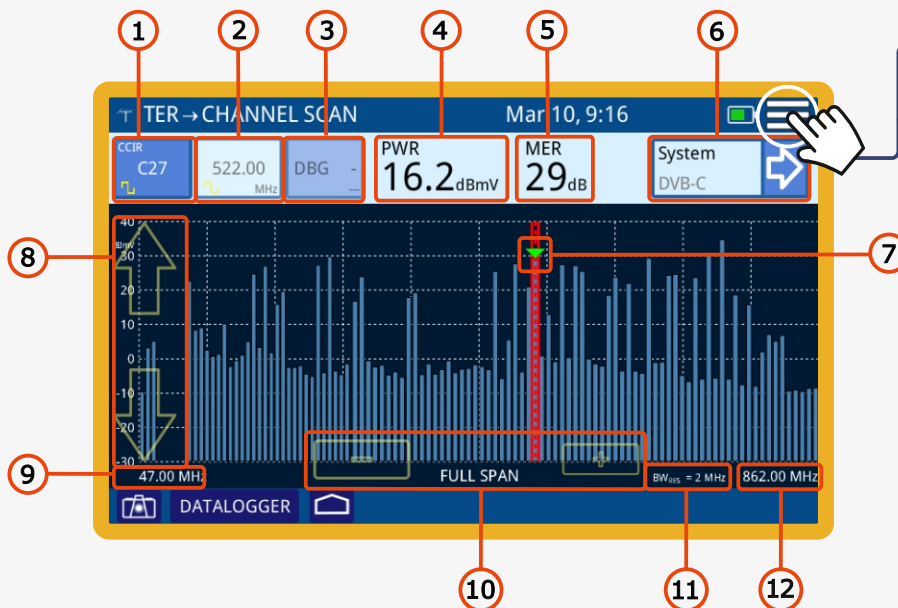 1
2
3
4
5
6
TER→CHANNEL SCAN
Mar 10, 9:16
CCIR
C27
522.00
MHz
DBG -
--
PWR
16.2dBmV
MER
29dB
System
DVB-C
7
8
40
dBmV
30
20
10
0
-10
-20
-30
9
47.00 MHz
FULL SPAN
BWRES = 2 MHz
862.00 MHz
DATALOGGER
10
11
12